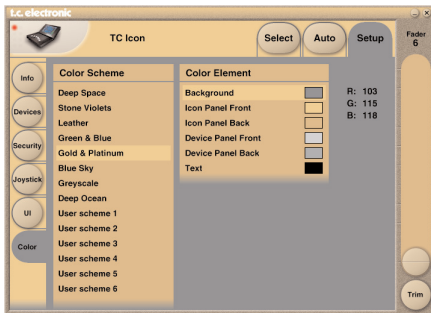 t.c. electronic
TC Icon
Select
Auto
Setup
Fader
6
Info
Devices
Security
Joystick
UI
Color
Color Scheme
Deep Space
Stone Violets
Leather
Green & Blue
Gold & Platinum
Blue Sky
Greyscale
Deep Ocean
User scheme 1
User scheme 2
User scheme 3
User scheme 4
User scheme 5
User scheme 6
Color Element
Background
Icon Panel Front
Icon Panel Back
Device Panel Front
Device Panel Back
Text
R: 103
G: 115
B: 118
Trim